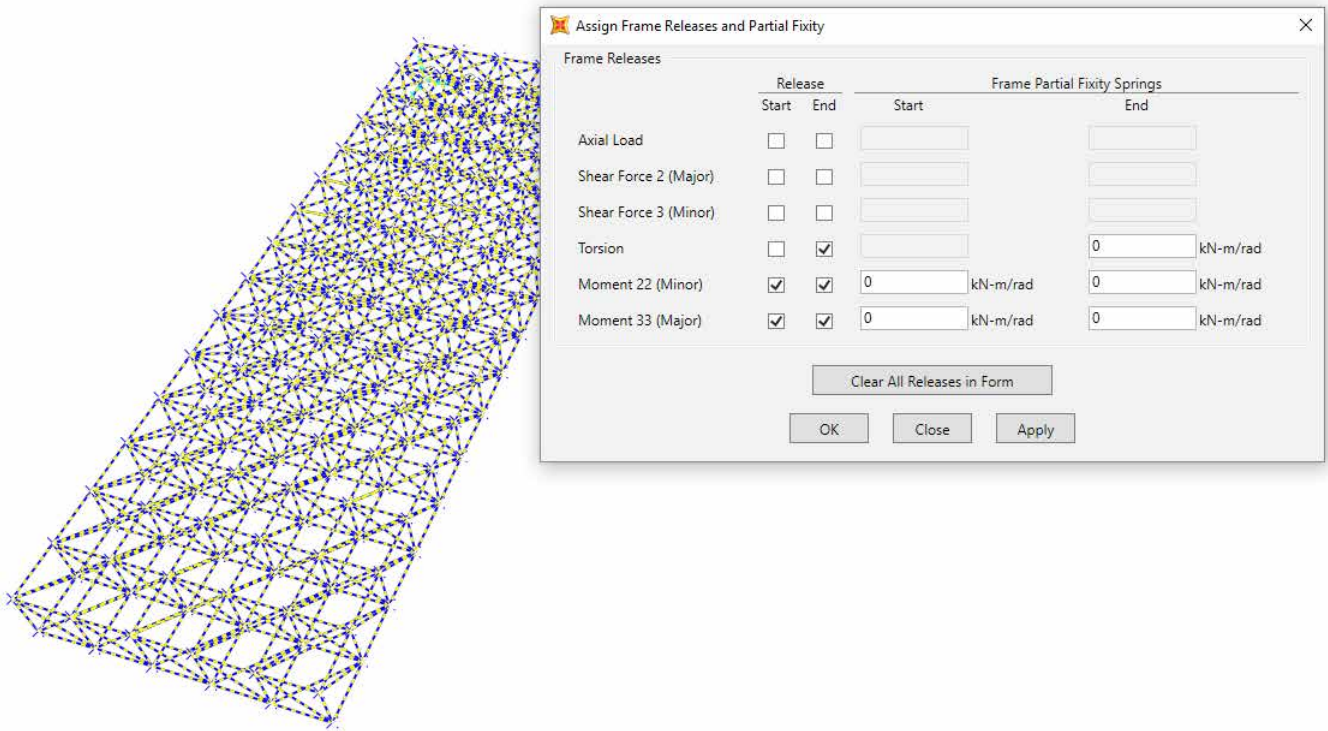 Assign Frame Releases and Partial Fixity
Frame Releases
Release Frame Partial Fixity Springs
Start End Start End
Axial Load
Shear Force 2 (Major)
Shear Force 3 (Minor)
Torsion 0 kN-m/rad
Moment 22 (Minor) 0 kN-m/rad 0 kN-m/rad
Moment 33 (Major) 0 kN-m/rad 0 kN-m/rad
Clear All Releases in Form
OK Close Apply